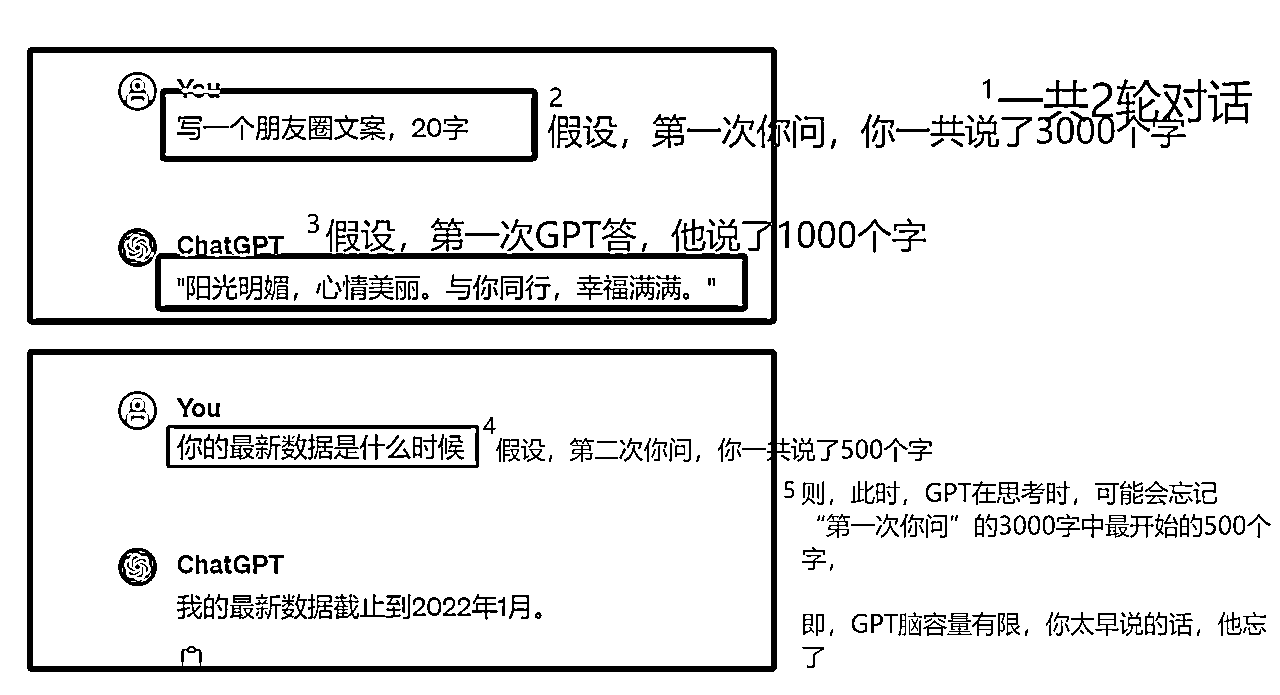 1 一共2轮对话
You
2 假设，第一次你问，你一共说了3000个字
写一个朋友圈文案，20字
3 假设，第一次GPT答，他说了1000个字
ChatGPT
"阳光明媚，心情美丽。与你同行，幸福满满。"
You
你的最新数据是什么时候
4 假设，第二次你问，你一共说了500个字
5 则，此时，GPT在思考时，可能会忘记
“第一次你问”的3000字中最开始的500个
字，
ChatGPT
我的最新数据截止到2022年1月。
即，GPT脑容量有限，你太早说的话，他忘
了